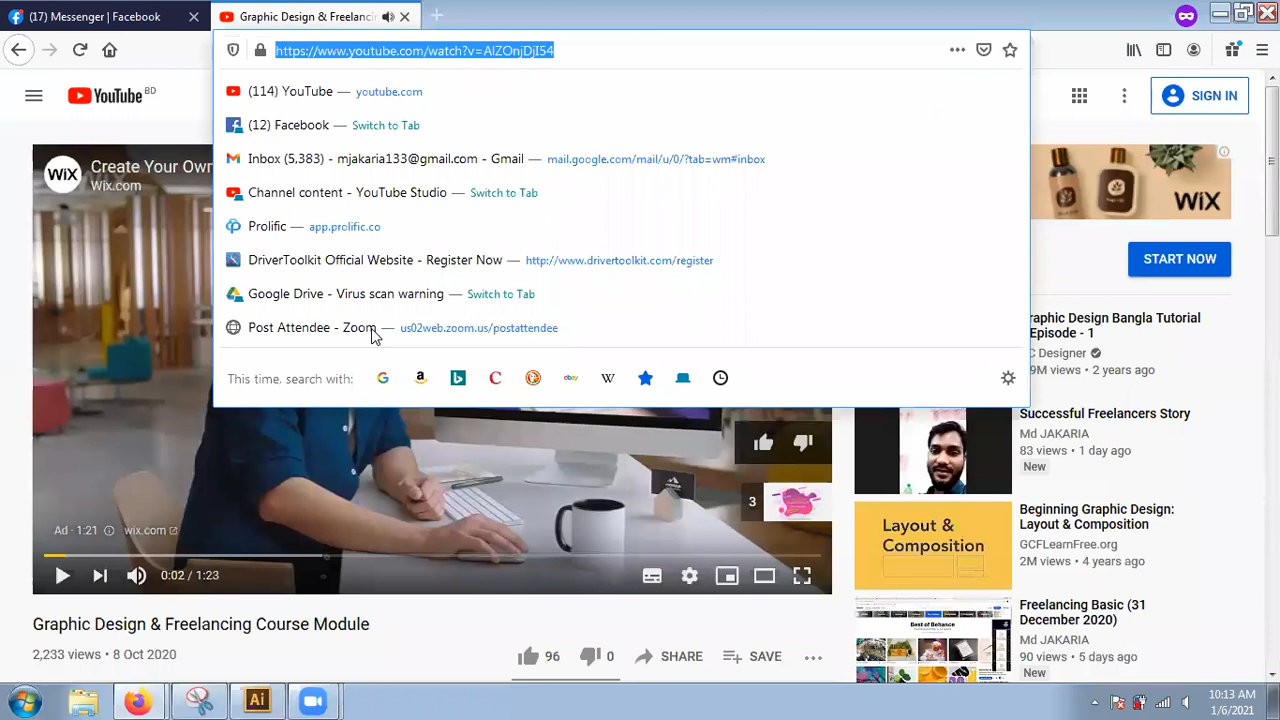 (17) Messenger | Facebook
Graphic Design & Freelanci
https://www.youtube.com/watch?v=AlZOnjDjI54
YouTube BD
SIGN IN
(114) YouTube — youtube.com
(12) Facebook — Switch to Tab
Inbox (5,383) - mjakaria133@gmail.com - Gmail — mail.google.com/mail/u/0/?tab=wm#inbox
Channel content - YouTube Studio — Switch to Tab
Prolific — app.prolific.co
DriverToolkit Official Website - Register Now — http://www.drivertoolkit.com/register
Google Drive - Virus scan warning — Switch to Tab
Post Attendee - Zoom — us02web.zoom.us/postattendee
This time, search with:
WiX
Create Your Own
Wix.com
WiX
START NOW
raphic Design Bangla Tutorial
Episode - 1
C Designer
9M views • 2 years ago
Successful Freelancers Story
Md JAKARIA
83 views • 1 day ago
New
Layout &
Composition
Beginning Graphic Design:
Layout & Composition
GCFLearnFree.org
2M views • 4 years ago
Best of Behance
Freelancing Basic (31
December 2020)
Md JAKARIA
90 views • 5 days ago
New
3
Ad · 1:21
wix.com
0:02 / 1:23
Graphic Design & Freelancing Course Module
2,233 views • 8 Oct 2020
96
0
SHARE
SAVE
Ai
10:13 AM
1/6/2021